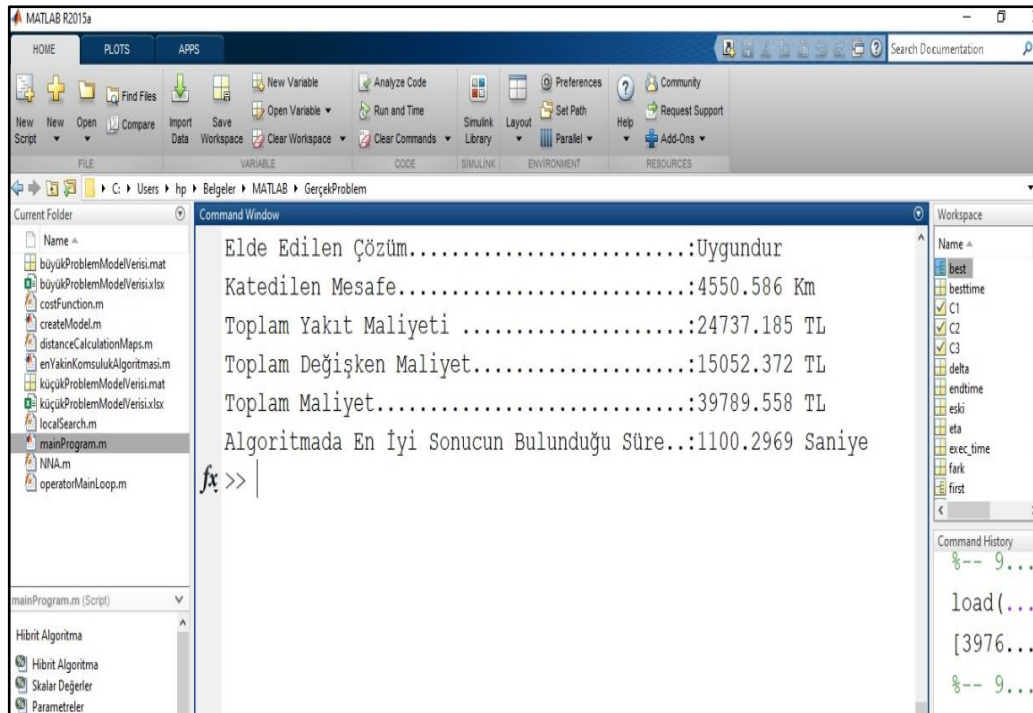 MATLAB R2015a
HOME PLOTS APPS
Search Documentation
New Script
New
Open
Find Files
Compare
Import Data
Save Workspace
New Variable
Open Variable
Clear Workspace
Analyze Code
Run and Time
Clear Commands
Simulink Library
Layout
Preferences
Set Path
Parallel
Help
Community
Request Support
Add-Ons
FILE VARIABLE CODE SIMULINK ENVIRONMENT RESOURCES
C: Users hp Belgeler MATLAB GerçekProblem
Current Folder
Name
büyükProblemModelVerisi.mat
büyükProblemModelVerisi.xlsx
costFunction.m
createModel.m
distanceCalculationMaps.m
enYakinKomsulukAlgoritmasi.m
küçükProblemModelVerisi.mat
küçükProblemModelVerisi.xlsx
localSearch.m
mainProgram.m
NNA.m
operatorMainLoop.m
mainProgram.m (Script)
Hibrit Algoritma
Hibrit Algoritma
Skalar Değerler
Parametreler
Command Window
Elde Edilen Çözüm..........................:Uygundur
Katedilen Mesafe...........................:4550.586 Km
Toplam Yakıt Maliyeti .....................:24737.185 TL
Toplam Değişken Maliyet....................:15052.372 TL
Toplam Maliyet.............................:39789.558 TL
Algoritmada En İyi Sonucun Bulunduğu Süre..:1100.2969 Saniye
fx >>
Workspace
Name
best
besttime
C1
C2
C3
delta
endtime
eski
eta
exec_time
fark
first
Command History
%-- 9...
load(...
[3976...
%-- 9...